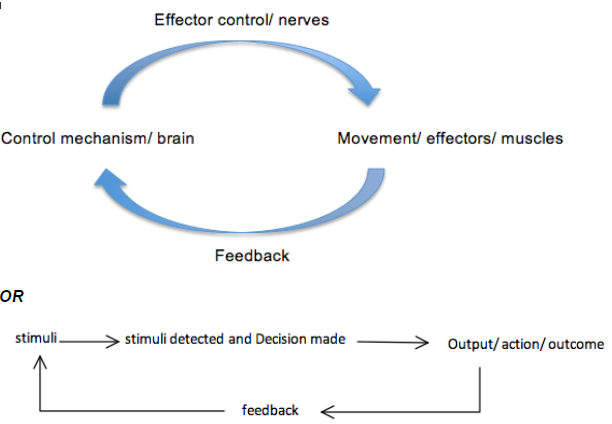 Effector control/ nerves
Control mechanism/ brain
Movement/ effectors/ muscles
Feedback
OR
stimuli
stimuli detected and Decision made
Output/ action/ outcome
feedback